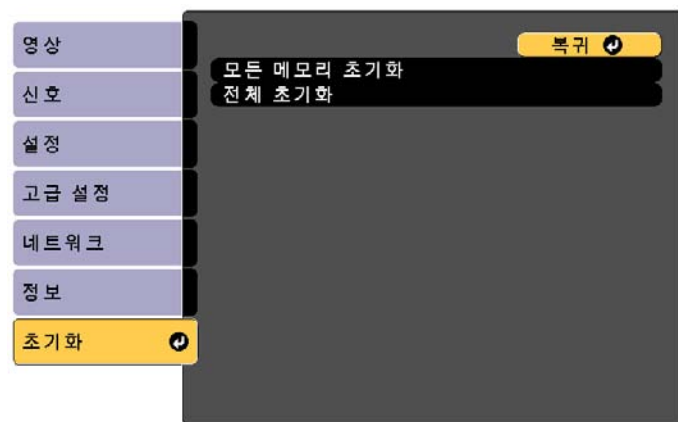 영상
신호
설정
고급 설정
네트워크
정보
초기화
복귀
모든 메모리 초기화
전체 초기화